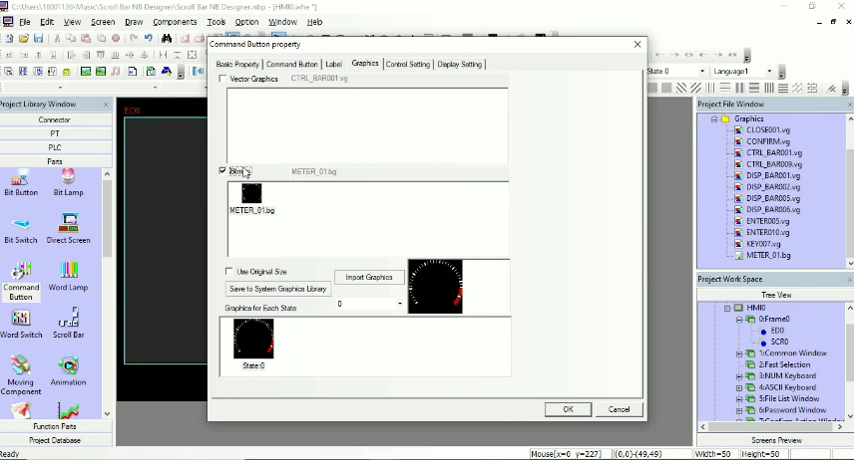 C:\Users\18001136\Music\Scroll Bar NB Designer\Scroll Bar NB Designer.nbp - [HMI0.whe *]
File Edit View Screen Draw Components Tools Option Window Help
State 0 Language1
Project Library Window
Connector
PT
PLC
Parts
Bit Button Bit Lamp
Bit Switch Direct Screen
Command Button Word Lamp
Word Switch Scroll Bar
Moving Component Animation
Function Parts
Project Database
ED0
Command Button property
Basic Property Command Button Label Graphics Control Setting Display Setting
Vector Graphics CTRL_BAR001.vg
METER_01.bg
METER_01.bg
Use Original Size
Import Graphics
Save to System Graphics Library
Graphics for Each State 0
State:0
OK Cancel
Project File Window
Graphics
CLOSE001.vg
CONFIRM.vg
CTRL_BAR001.vg
CTRL_BAR009.vg
DISP_BAR001.vg
DISP_BAR002.vg
DISP_BAR005.vg
DISP_BAR006.vg
ENTER005.vg
ENTER010.vg
KEY007.vg
METER_01.bg
Project Work Space
Tree View
HMI0
0:Frame0
ED0
SCR0
1:Common Window
2:Fast Selection
3:NUM Keyboard
4:ASCII Keyboard
5:File List Window
6:Password Window
7:Confirm Action Window
Screens Preview
Ready Mouse[x=0 y=227] (0,0)-(49,49) Width=50 Height=50